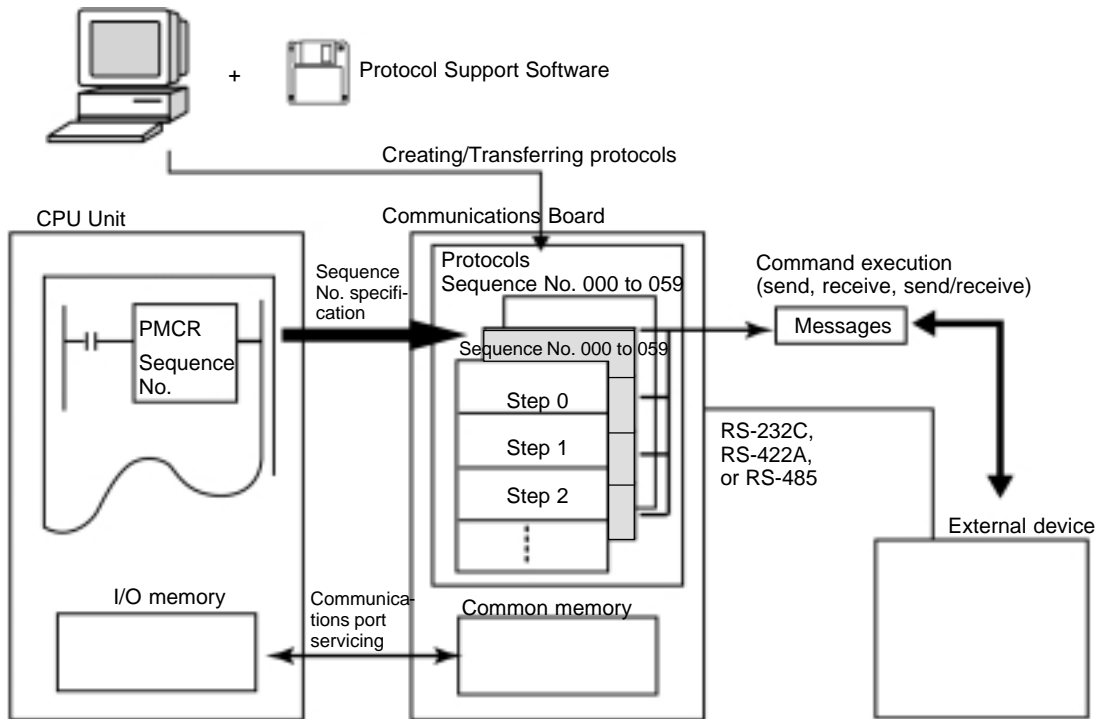 +
Protocol Support Software
Creating/Transferring protocols
CPU Unit
Communications Board
Sequence
No. specifi-
cation
Protocols
Sequence No. 000 to 059
Command execution
(send, receive, send/receive)
PMCR
Sequence
No.
Messages
Sequence No. 000 to 059
Step 0
Step 1
Step 2
RS-232C,
RS-422A,
or RS-485
External device
I/O memory
Communica-
tions port
servicing
Common memory